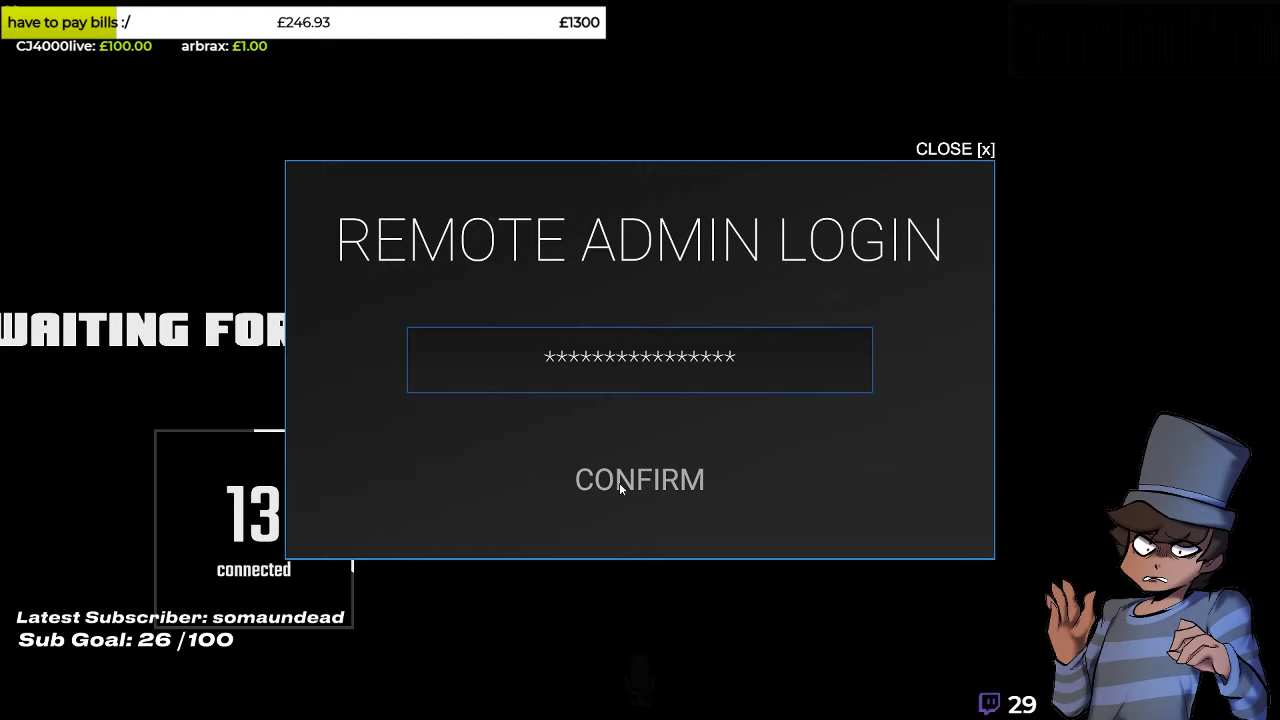 have to pay bills :/ £246.93 £1300
CJ4000live: £100.00 arbrax: £1.00
CLOSE [x]
REMOTE ADMIN LOGIN
WAITING FOR
****************
CONFIRM
13
connected
Latest Subscriber: somaundead
Sub Goal: 26 /100
29